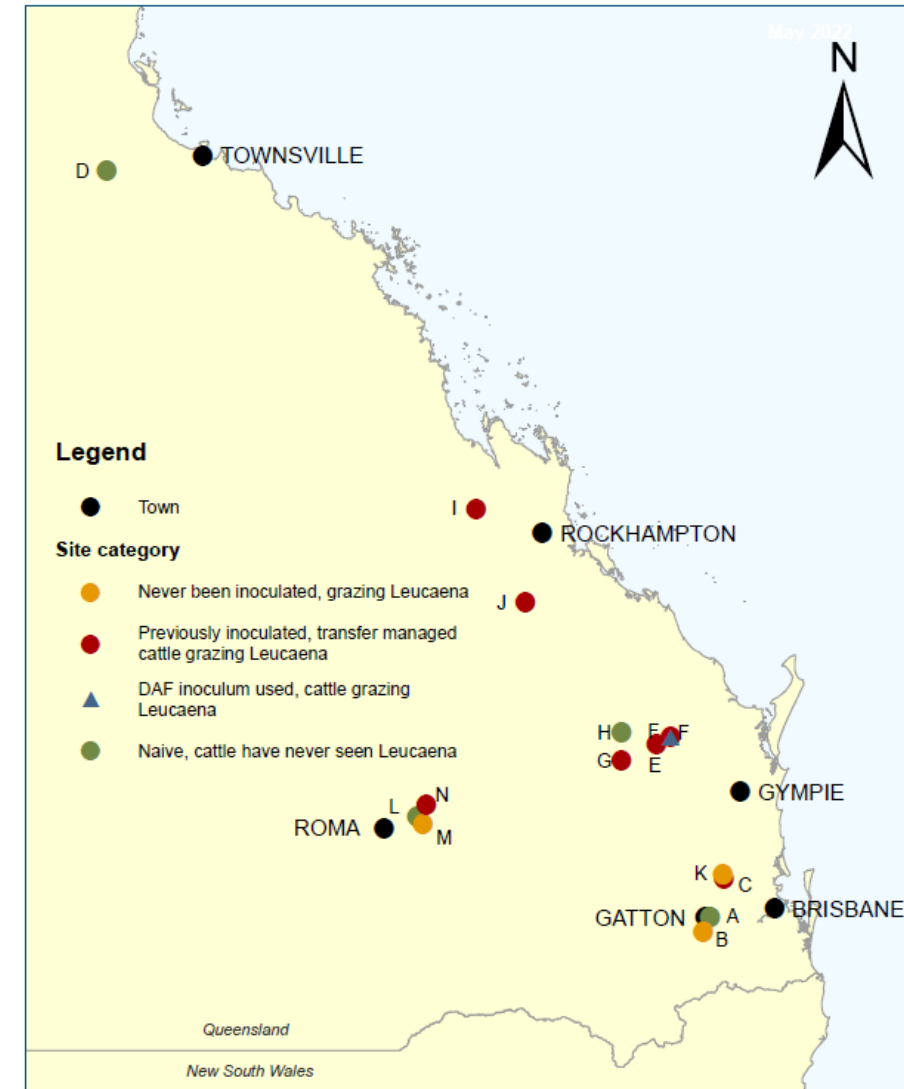 May 2022
N
TOWNSVILLE
D
Legend
Town
I
ROCKHAMPTON
Site category
Never been inoculated, grazing Leucaena
J
Previously inoculated, transfer managed
cattle grazing Leucaena
DAF inoculum used, cattle grazing
Leucaena
H
F
F
Naive, cattle have never seen Leucaena
G
E
N
GYMPIE
L
ROMA
M
K
C
BRISBANE
GATTON
A
B
Queensland
New South Wales